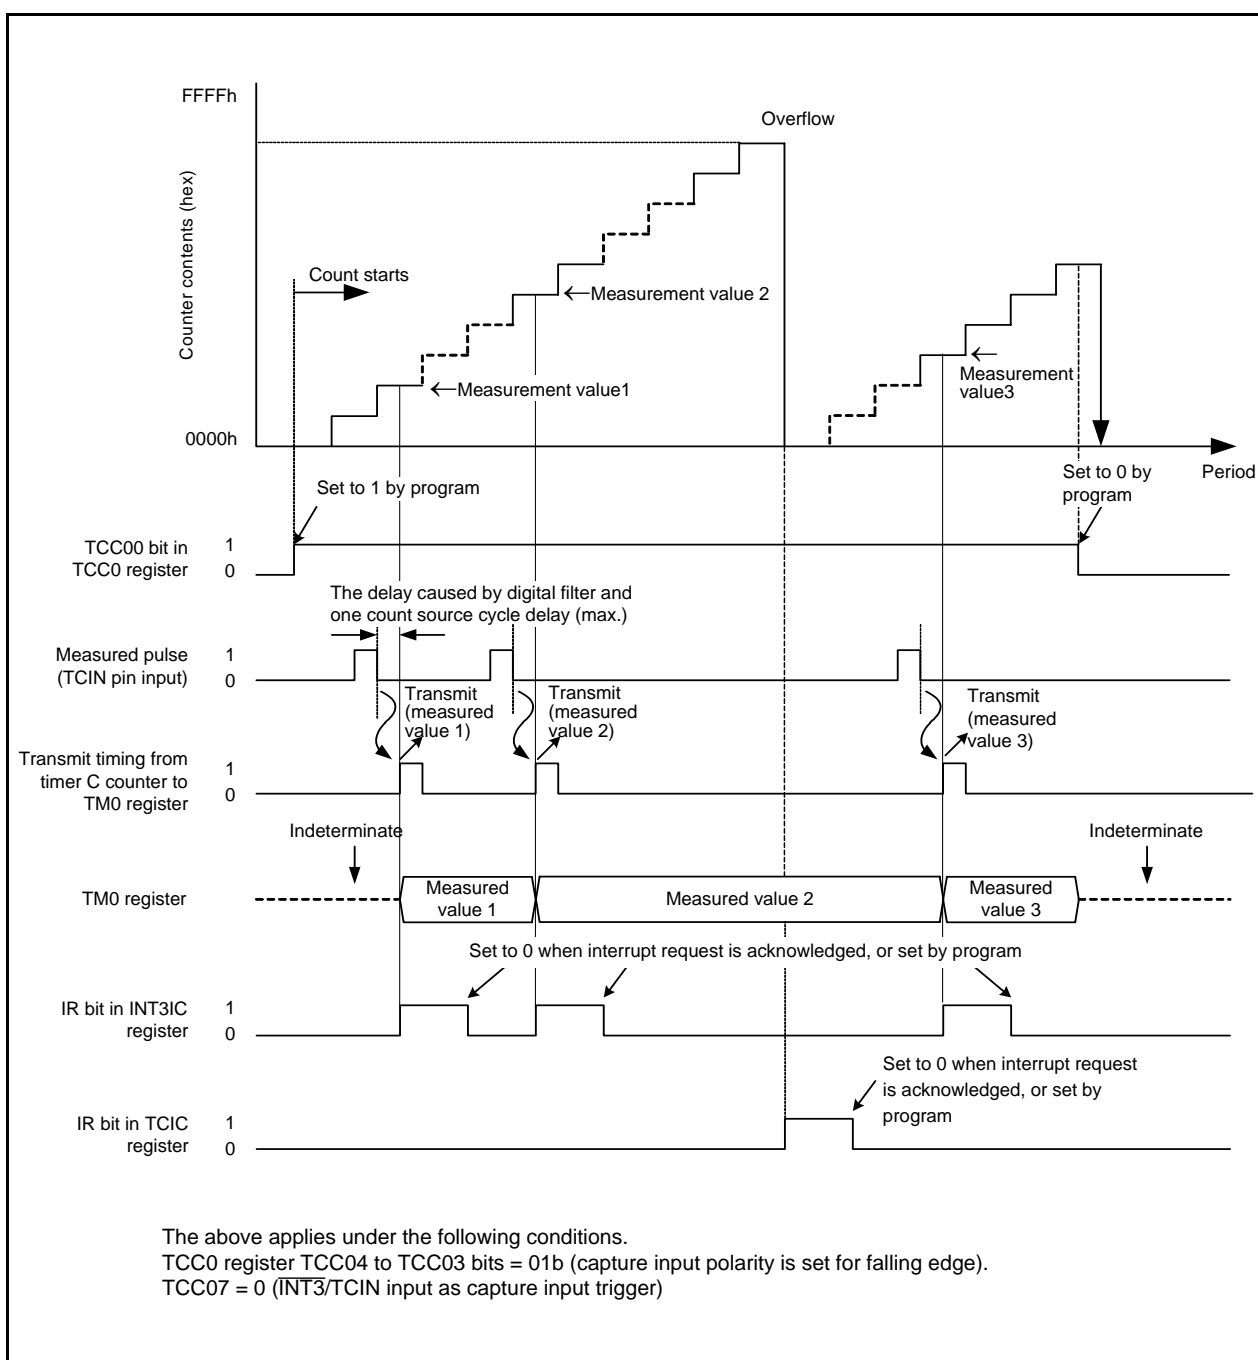 FFFFh
Overflow
Counter contents (hex)
Count starts
Measurement value 2
Measurement value1
Measurement
value3
0000h
Period
Set to 1 by program
Set to 0 by
program
TCC00 bit in
TCC0 register
1
0
The delay caused by digital filter and
one count source cycle delay (max.)
Measured pulse
(TCIN pin input)
1
0
Transmit
(measured
value 1)
Transmit
(measured
value 2)
Transmit
(measured
value 3)
Transmit timing from
timer C counter to
TM0 register
1
0
Indeterminate
Indeterminate
TM0 register
Measured
value 1
Measured value 2
Measured
value 3
Set to 0 when interrupt request is acknowledged, or set by program
IR bit in INT3IC
register
1
0
Set to 0 when interrupt request
is acknowledged, or set by
program
IR bit in TCIC
register
1
0
The above applies under the following conditions.
TCC0 register TCC04 to TCC03 bits = 01b (capture input polarity is set for falling edge).
TCC07 = 0 (INT3/TCIN input as capture input trigger)